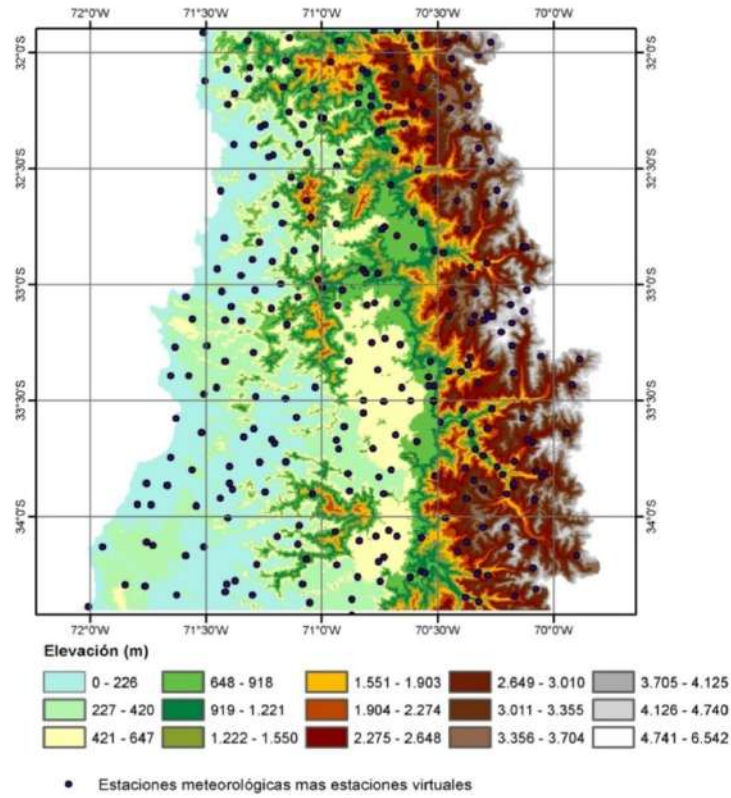 72°0'W 71°30'W 71°0'W 70°30'W 70°0'W
32°0'S 32°0'S
32°30'S 32°30'S
33°0'S 33°0'S
33°30'S 33°30'S
34°0'S 34°0'S
72°0'W 71°30'W 71°0'W 70°30'W 70°0'W
Elevación (m)
0 - 226 648 - 918 1.551 - 1.903 2.649 - 3.010 3.705 - 4.125
227 - 420 919 - 1.221 1.904 - 2.274 3.011 - 3.355 4.126 - 4.740
421 - 647 1.222 - 1.550 2.275 - 2.648 3.356 - 3.704 4.741 - 6.542
Estaciones meteorológicas mas estaciones virtuales